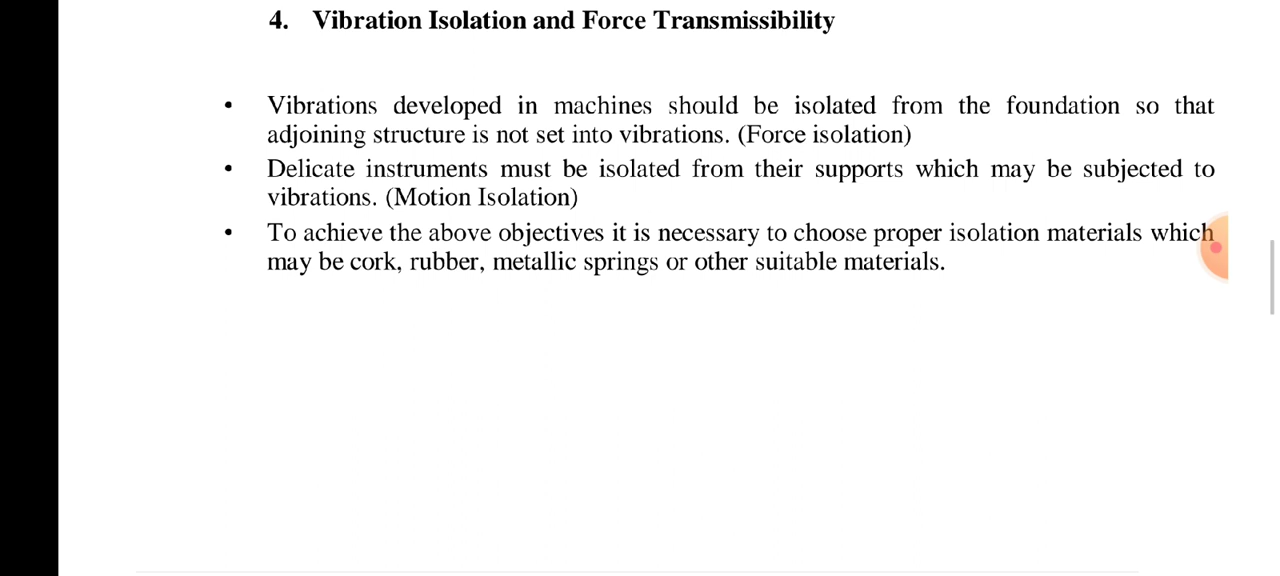 4. Vibration Isolation and Force Transmissibility
• Vibrations developed in machines should be isolated from the foundation so that
adjoining structure is not set into vibrations. (Force isolation)
• Delicate instruments must be isolated from their supports which may be subjected to
vibrations. (Motion Isolation)
• To achieve the above objectives it is necessary to choose proper isolation materials which
may be cork, rubber, metallic springs or other suitable materials.